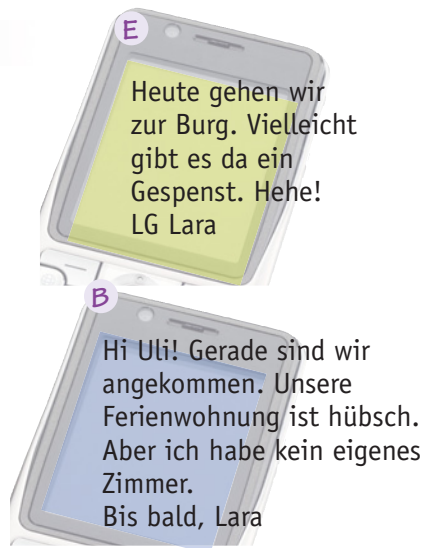 E
Heute gehen wir
zur Burg. Vielleicht
gibt es da ein
Gespenst. Hehe!
LG Lara
B
Hi Uli! Gerade sind wir
angekommen. Unsere
Ferienwohnung ist hübsch.
Aber ich habe kein eigenes
Zimmer.
Bis bald, Lara